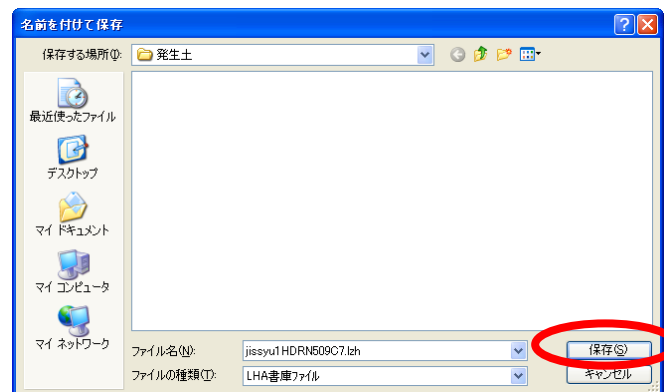 名前を付けて保存
保存する場所(I):
発生土
最近使ったファイル
デスクトップ
マイ ドキュメント
マイ コンピュータ
マイ ネットワーク
ファイル名(N):
jissyu1HDRN509C7.lzh
保存(S)
ファイルの種類(T):
LHA書庫ファイル
キャンセル